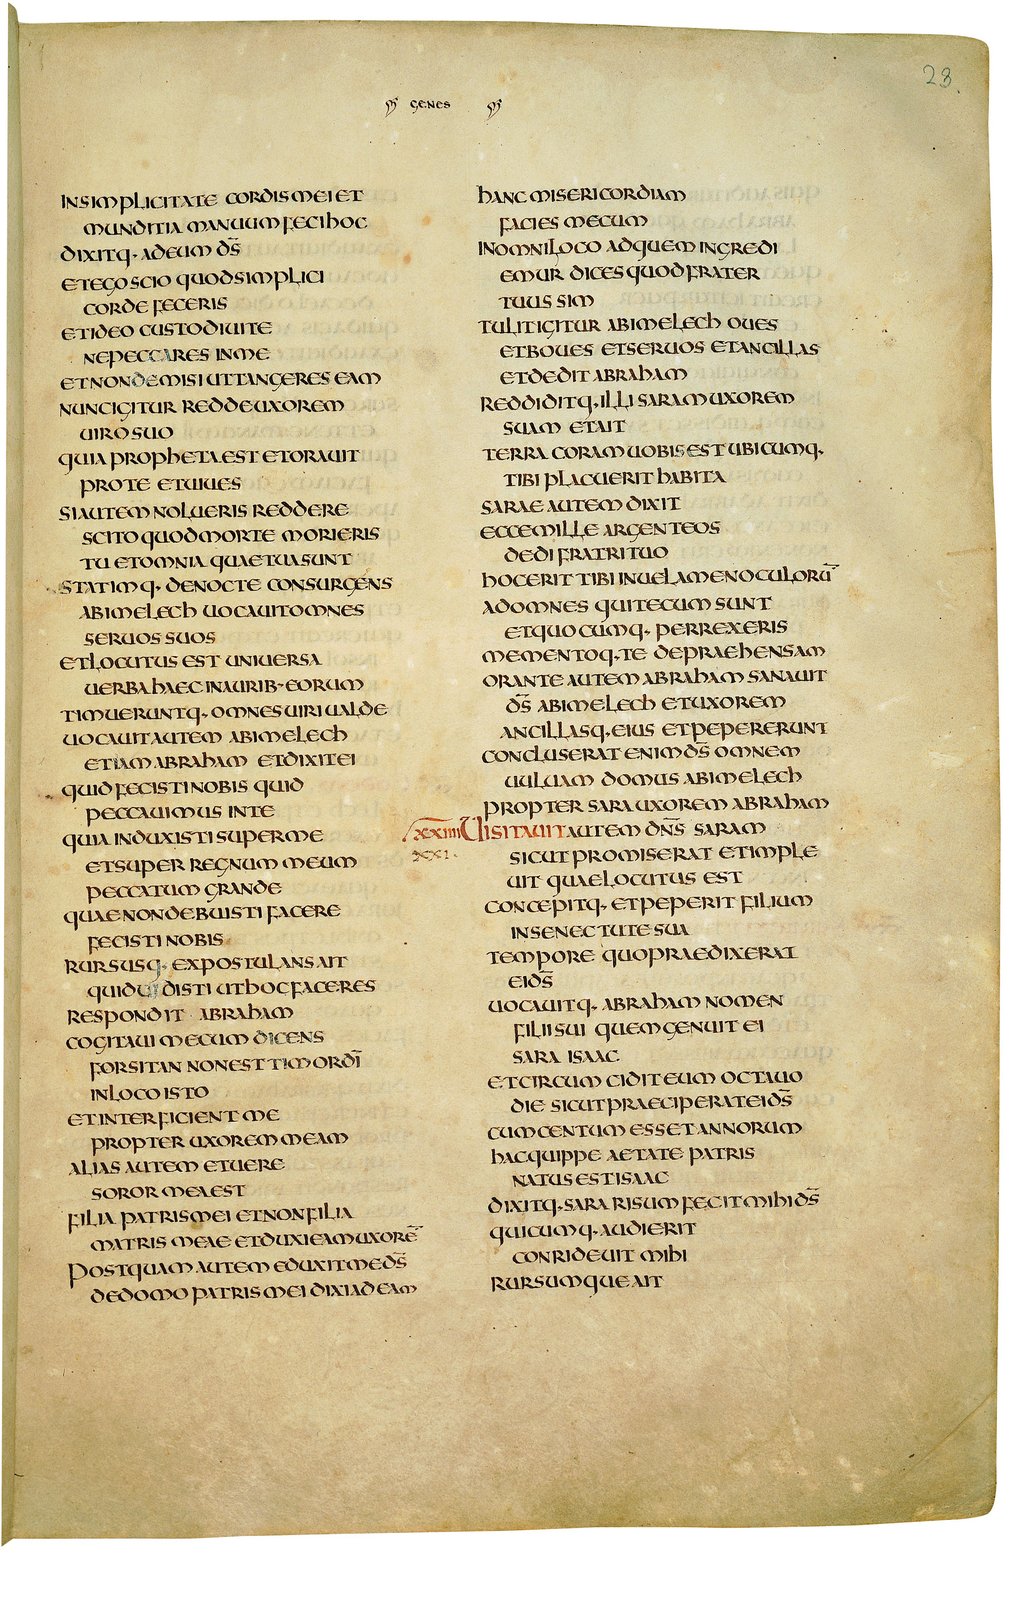 28.
GENES
INSIMPLICITATE CORDIS MEI ET
MUNDITIA MANUUM FECI HOC
DIXITQ· AD EUM D̅S̅
ET EGO SCIO QUOD SIMPLICI
CORDE FECERIS
ET IDEO CUSTODIUI TE
NE PECCARES IN ME
ET NON DEMISI UT TANGERES EAM
NUNC IGITUR REDDE UXOREM
UIRO SUO
QUIA PROPHETA EST ET ORAUIT
PRO TE ET UIUES
SI AUTEM NOLUERIS REDDERE
SCITO QUOD MORTE MORIERIS
TU ET OMNIA QUAE TUA SUNT
STATIMQ· DE NOCTE CONSURGENS
ABIMELECH UOCAUIT OMNES
SERUOS SUOS
ET LOCUTUS EST UNIUERSA
UERBA HAEC IN AURIB· EORUM
TIMUERUNTQ· OMNES UIRI UALDE
UOCAUIT AUTEM ABIMELECH
ETIAM ABRAHAM ET DIXIT EI
QUID FECISTI NOBIS QUID
PECCAUIMUS IN TE
QUIA INDUXISTI SUPER ME
ET SUPER REGNUM MEUM
PECCATUM GRANDE
QUAE NON DEBUISTI FACERE
FECISTI NOBIS
RURSUSQ· EXPOSTULANS AIT
QUID UIDISTI UT HOC FACERES
RESPONDIT ABRAHAM
COGITAUI MECUM DICENS
FORSITAN NON EST TIMOR D̅I̅
IN LOCO ISTO
ET INTERFICIENT ME
PROPTER UXOREM MEAM
ALIAS AUTEM ET UERE
SOROR MEA EST
FILIA PATRIS MEI ET NON FILIA
MATRIS MEAE ET DUXI EAM UXORE̅
POSTQUAM AUTEM EDUXIT ME D̅S̅
DE DOMO PATRIS MEI DIXI AD EAM
HANC MISERICORDIAM
FACIES MECUM
IN OMNI LOCO AD QUEM INGREDI
EMUR DICES QUOD FRATER
TUUS SIM
TULIT IGITUR ABIMELECH OUES
ET BOUES ET SERUOS ET ANCILLAS
ET DEDIT ABRAHAM
REDDIDITQ· ILLI SARAM UXOREM
SUAM ET AIT
TERRA CORAM UOBIS EST UBICUMQ·
TIBI PLACUERIT HABITA
SARAE AUTEM DIXIT
ECCE MILLE ARGENTEOS
DEDI FRATRI TUO
HOC ERIT TIBI IN UELAMEN OCULORU̅
AD OMNES QUI TECUM SUNT
ET QUOCUMQ· PERREXERIS
MEMENTOQ· TE DEPRAEHENSAM
ORANTE AUTEM ABRAHAM SANAUIT
D̅S̅ ABIMELECH ET UXOREM
ANCILLASQ· EIUS ET PEPERERUNT
CONCLUSERAT ENIM D̅S̅ OMNEM
UULUAM DOMUS ABIMELECH
PROPTER SARA UXOREM ABRAHAM
XXIIII UISITAUIT AUTEM D̅N̅S̅ SARAM
XXI· SICUT PROMISERAT ET IMPLE
UIT QUAE LOCUTUS EST
CONCEPITQ· ET PEPERIT FILIUM
IN SENECTUTE SUA
TEMPORE QUO PRAEDIXERAT
EI D̅S̅
UOCAUITQ· ABRAHAM NOMEN
FILII SUI QUEM GENUIT EI
SARA ISAAC
ET CIRCUMCIDIT EUM OCTAUO
DIE SICUT PRAECIPERAT EI D̅S̅
CUM CENTUM ESSET ANNORUM
HAC QUIPPE AETATE PATRIS
NATUS EST ISAAC
DIXITQ· SARA RISUM FECIT MIHI D̅S̅
QUICUMQ· AUDIERIT
CONRIDEUIT MIHI
RURSUMQUE AIT